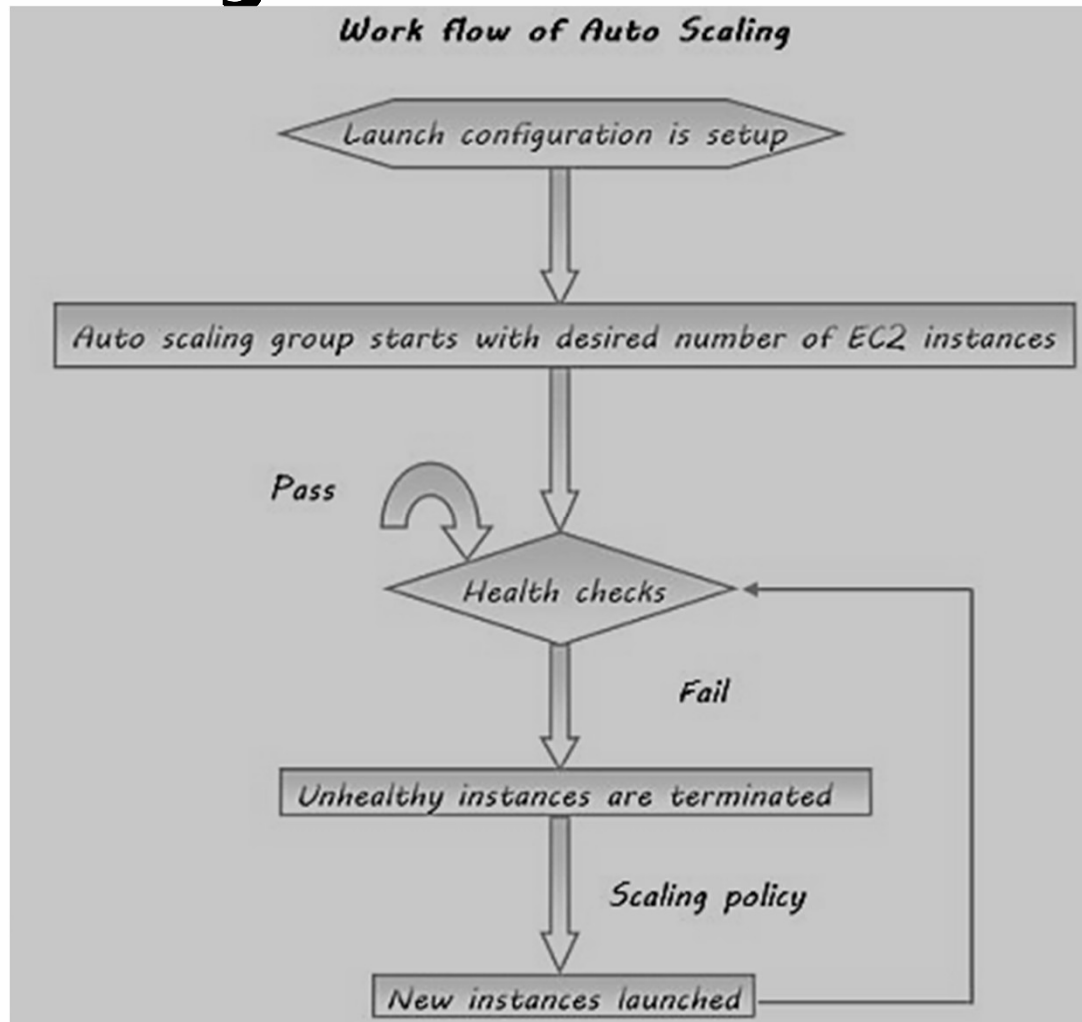 Work flow of Auto Scaling
Launch configuration is setup
Auto scaling group starts with desired number of EC2 instances
Pass
Health checks
Fail
Unhealthy instances are terminated
Scaling policy
New instances launched